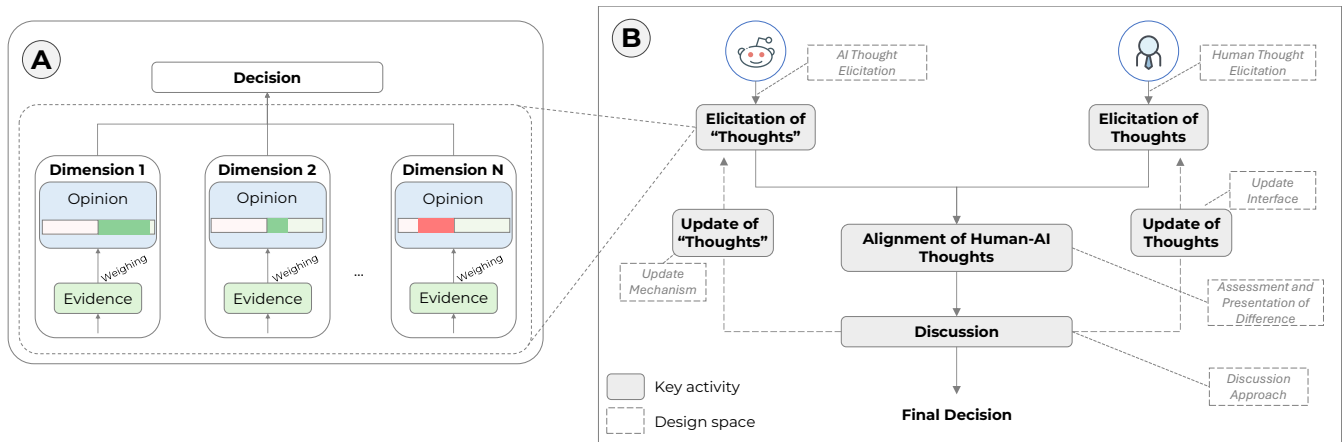 A
Decision
Dimension 1
Opinion
Weighing
Evidence
Dimension 2
Opinion
Weighing
Evidence
...
Dimension N
Opinion
Weighing
Evidence
B
AI Thought
Elicitation
Human Thought
Elicitation
Elicitation of
“Thoughts”
Elicitation of
Thoughts
Update
Interface
Update of
“Thoughts”
Alignment of Human-AI
Thoughts
Update of
Thoughts
Update
Mechanism
Assessment and
Presentation of
Difference
Discussion
Discussion
Approach
Key activity
Design space
Final Decision